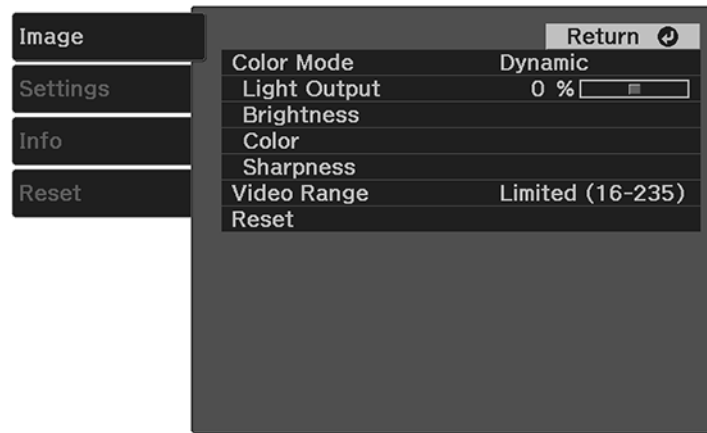 Image
Settings
Info
Reset
Return
Color Mode Dynamic
Light Output 0 %
Brightness
Color
Sharpness
Video Range Limited (16-235)
Reset